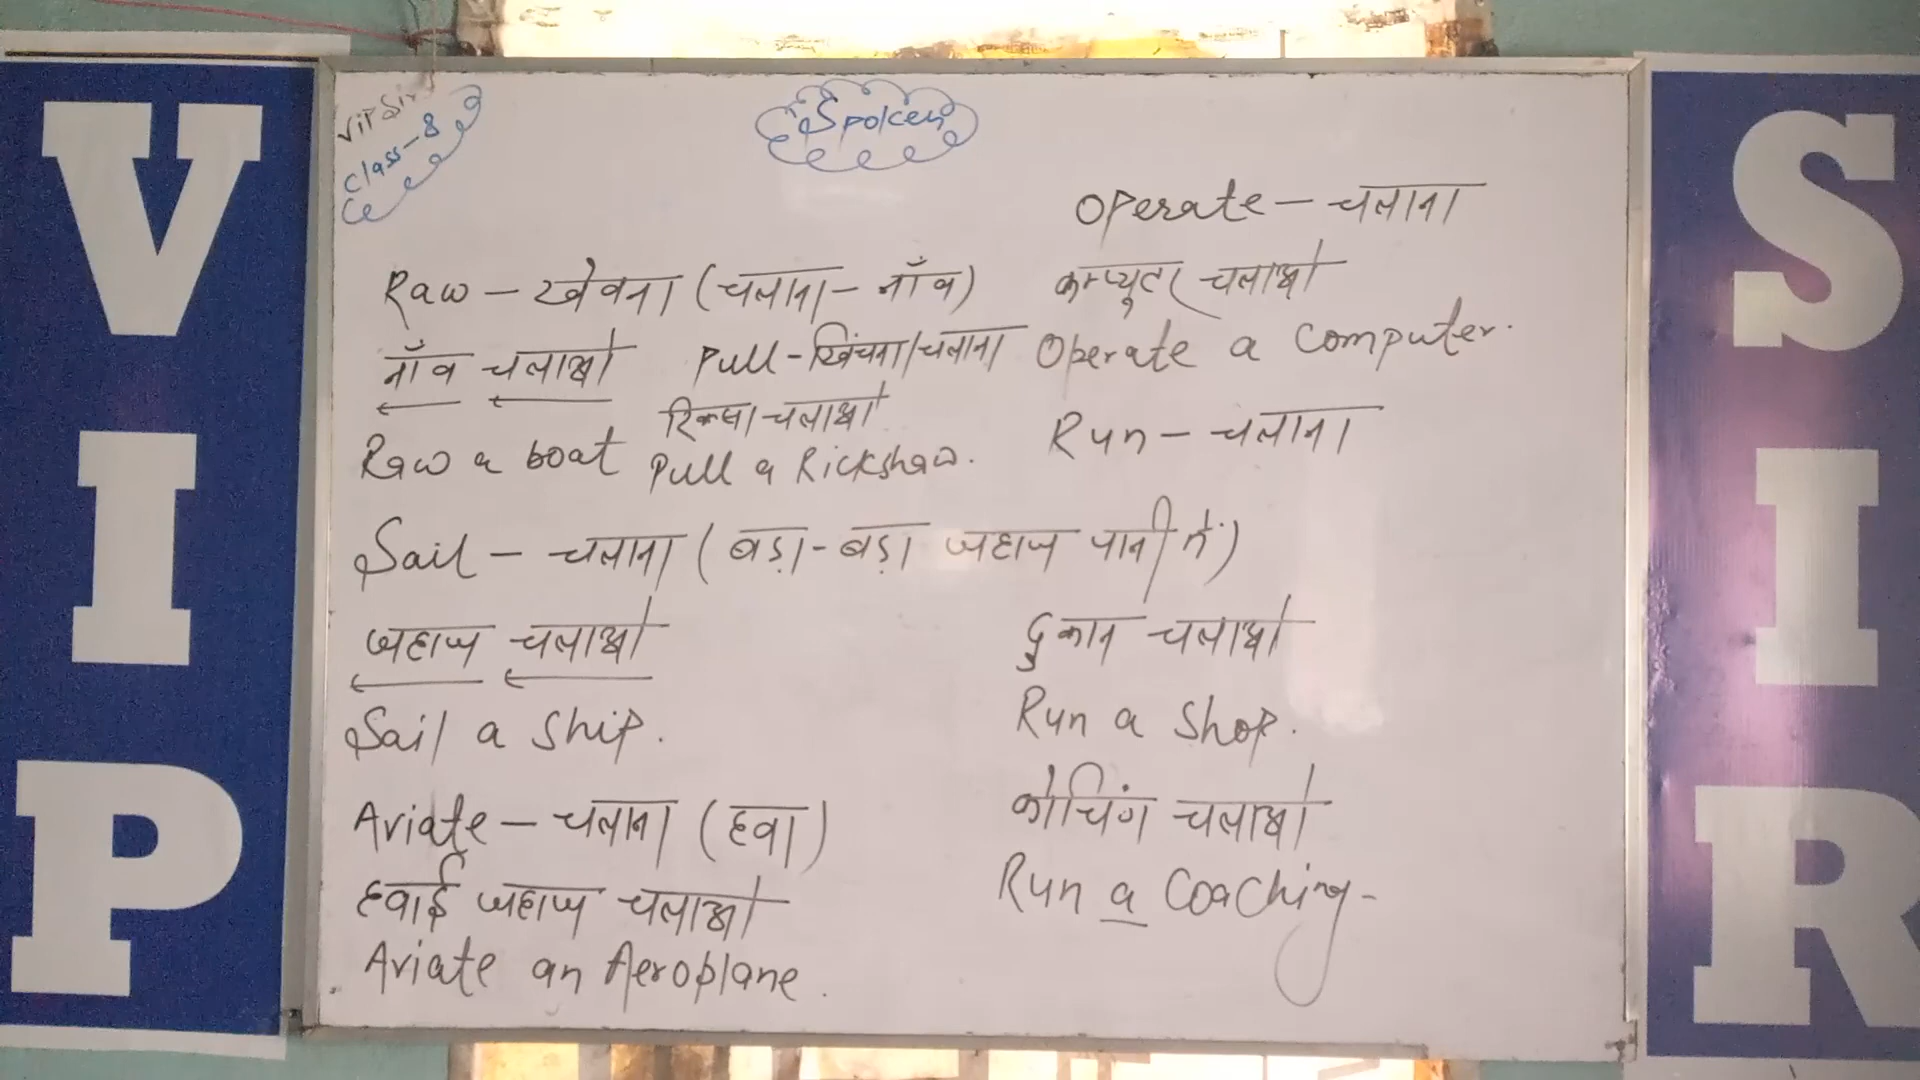 VIP
SIR
VIP Sir
Class-8
Spoken
Raw - खेवना (चलाना - नाँव)
नाँव चलाओ
Raw a boat
Pull - खिंचना/चलाना
रिक्सा चलाओ
Pull a Rickshaw.
Sail - चलाना (बड़ा-बड़ा जहाज पानी में)
जहाज चलाओ
Sail a Ship.
Aviate - चलाना (हवा)
हवाई जहाज चलाओ
Aviate an Aeroplane.
Operate - चलाना
कम्प्यूटर चलाओ
Operate a Computer.
Run - चलाना
दुकान चलाओ
Run a Shop.
कोचिंग चलाओ
Run a Coaching-